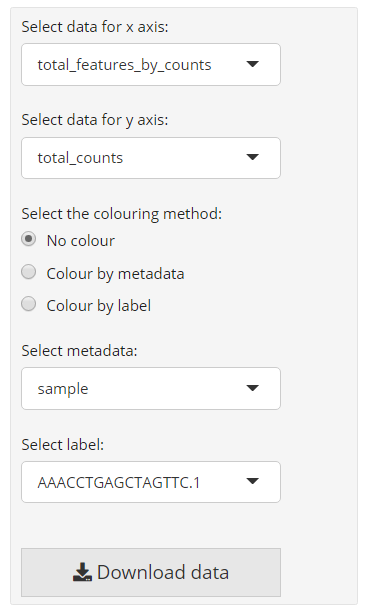 Select data for x axis:
total_features_by_counts
Select data for y axis:
total_counts
Select the colouring method:
No colour
Colour by metadata
Colour by label
Select metadata:
sample
Select label:
AAACCTGAGCTAGTTC.1
Download data